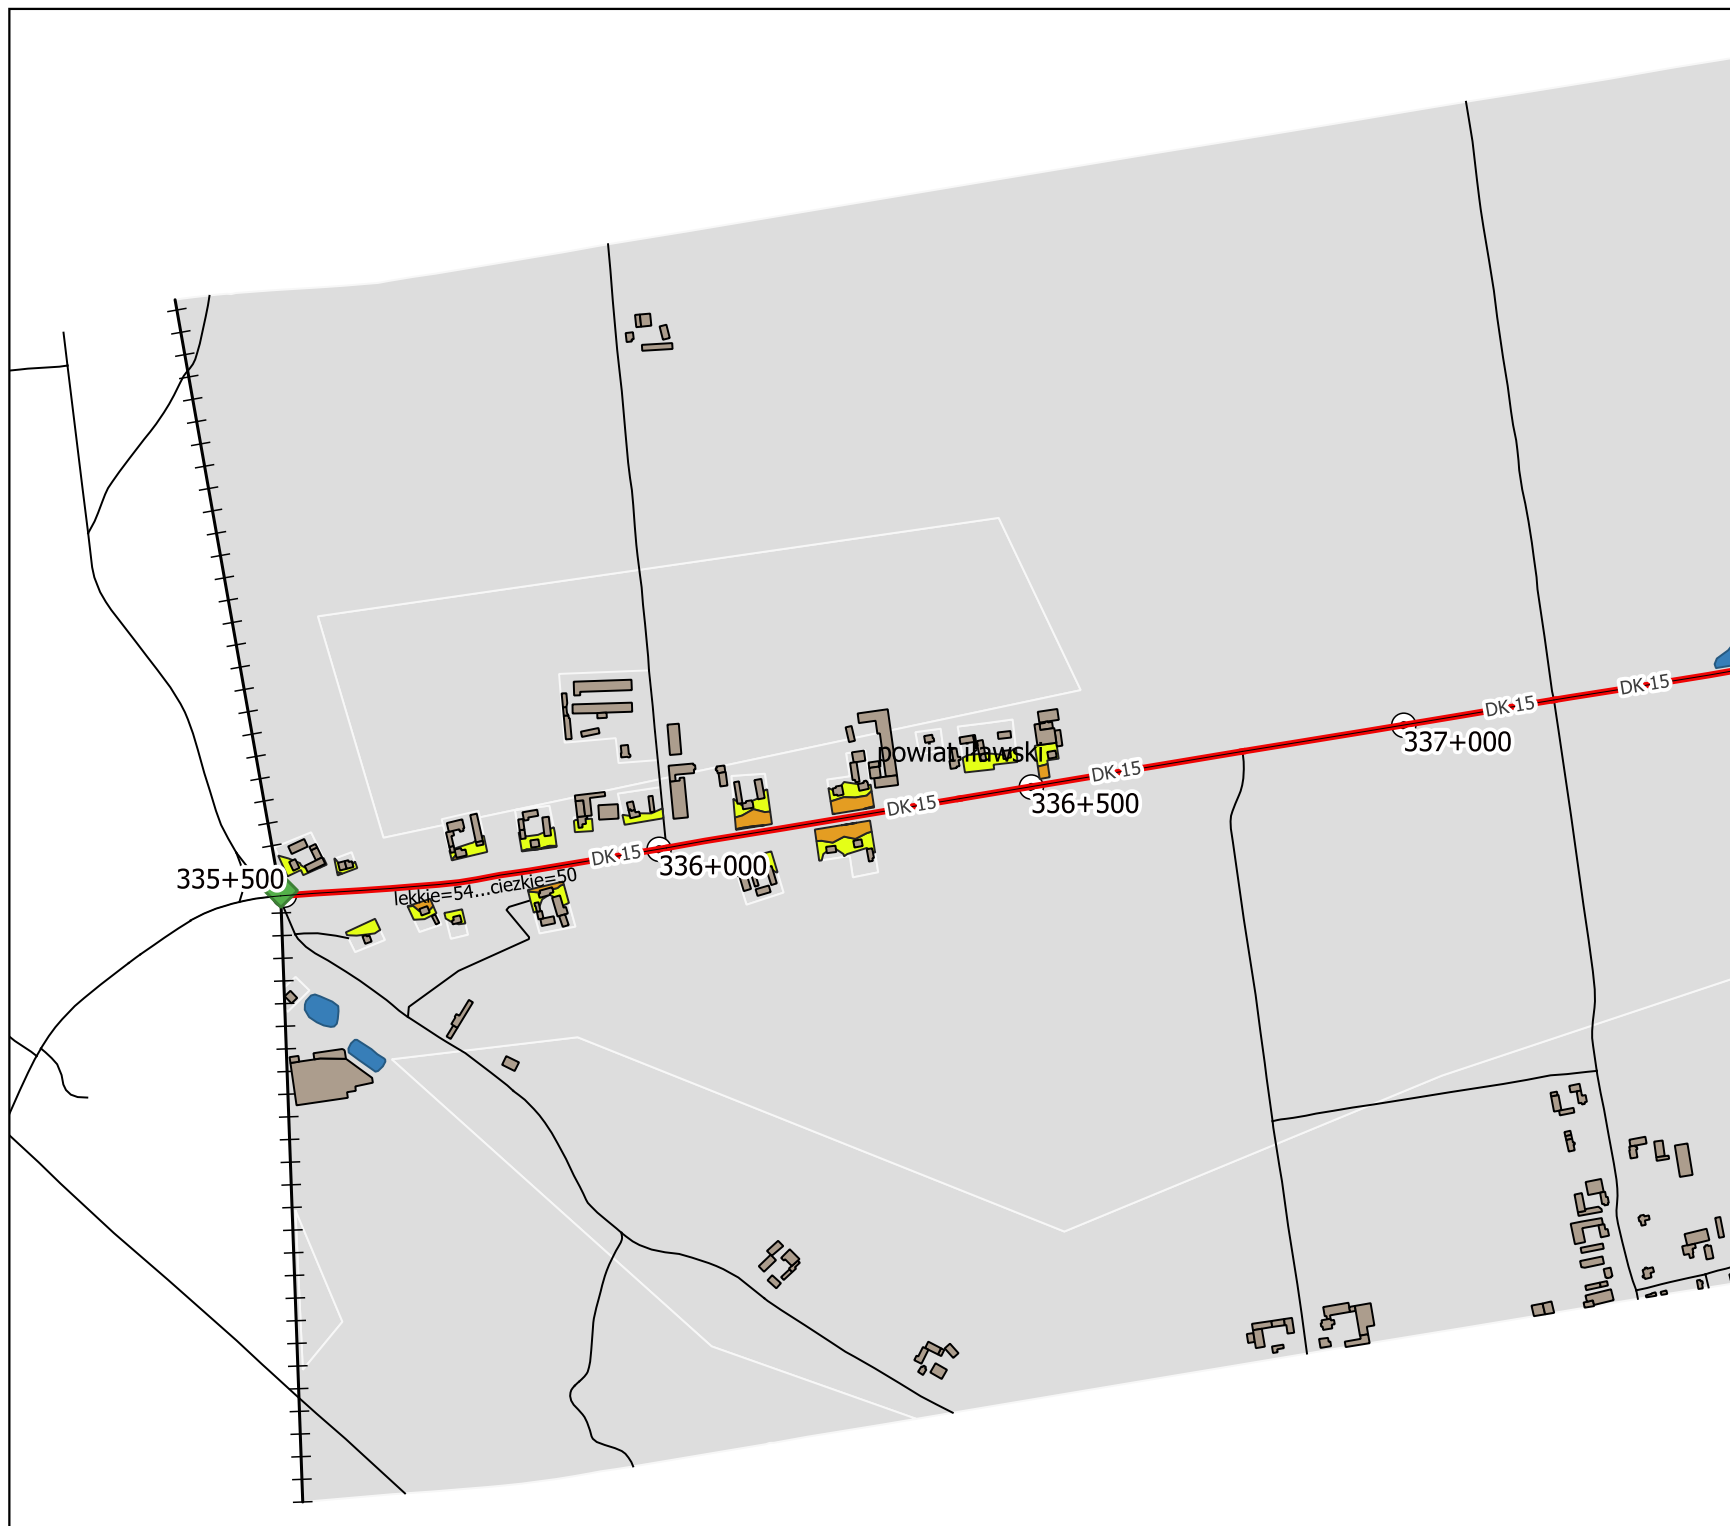 DK 15
DK 15
337+000
powiat iławski
DK 15
336+500
DK 15
DK 15
336+000
335+500
lekkie=54...ciezkie=50